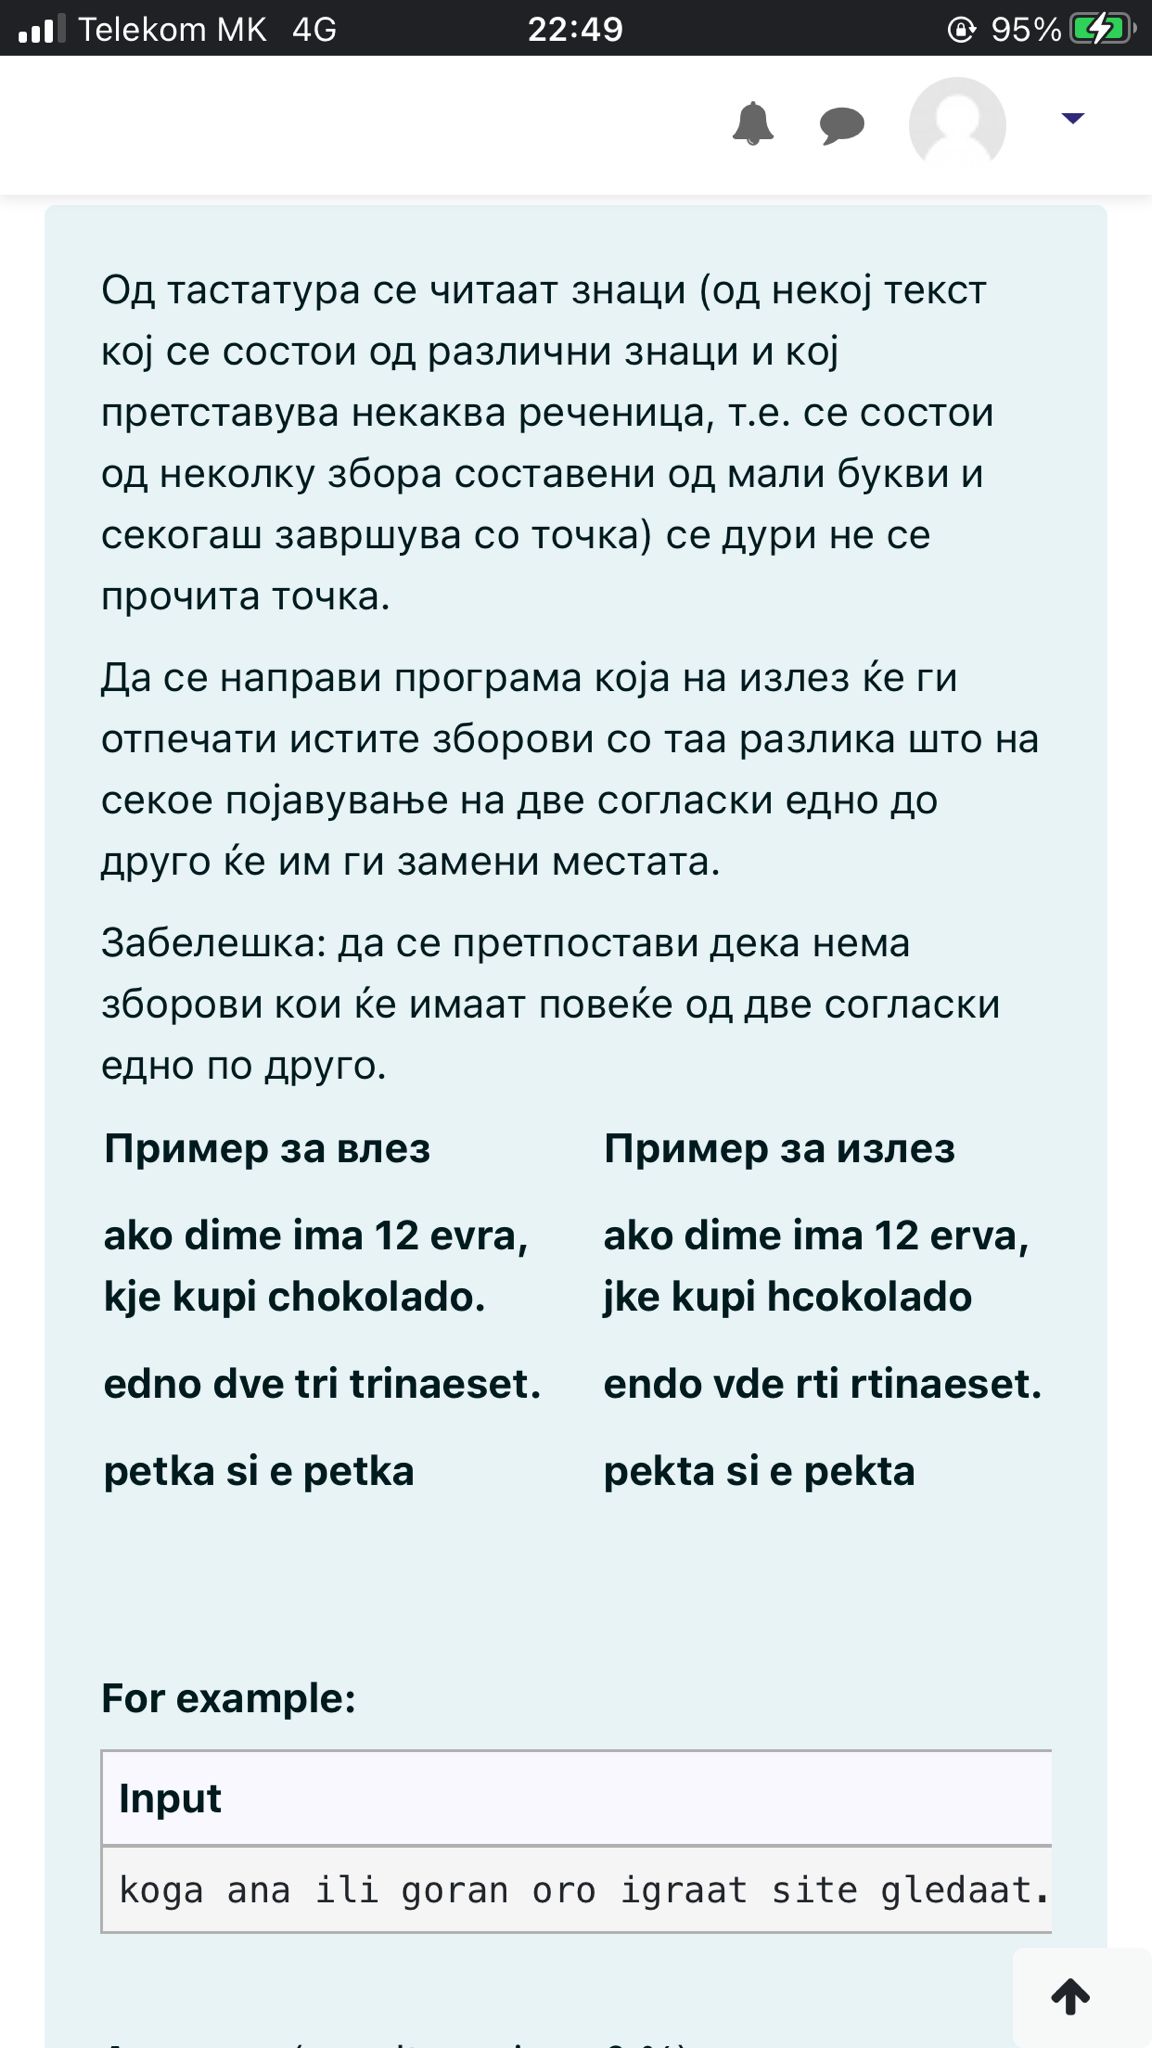 Telekom MK 4G 22:49 95%
Од тастатура се читаат знаци (од некој текст
кој се состои од различни знаци и кој
претставува некаква реченица, т.е. се состои
од неколку збора составени од мали букви и
секогаш завршува со точка) се дури не се
прочита точка.
Да се направи програма која на излез ќе ги
отпечати истите зборови со таа разлика што на
секое појавување на две согласки едно до
друго ќе им ги замени местата.
Забелешка: да се претпостави дека нема
зборови кои ќе имаат повеќе од две согласки
едно по друго.
Пример за влез Пример за излез
ako dime ima 12 evra, ako dime ima 12 erva,
kje kupi chokolado. jke kupi hcokolado
edno dve tri trinaeset. endo vde rti rtinaeset.
petka si e petka pekta si e pekta
For example:
Input
koga ana ili goran oro igraat site gledaat.